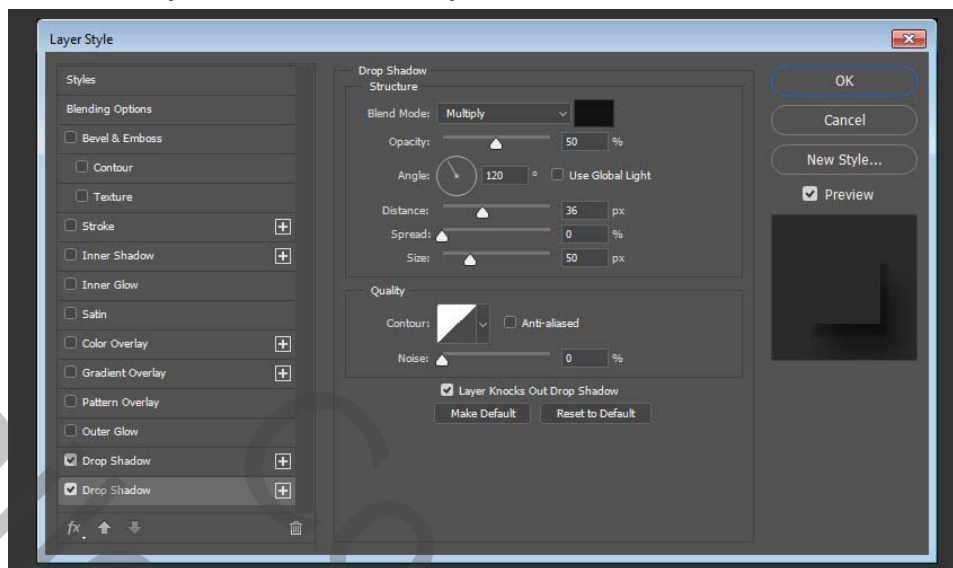 Layer Style
Styles
Blending Options
Bevel & Emboss
Contour
Texture
Stroke
Inner Shadow
Inner Glow
Satin
Color Overlay
Gradient Overlay
Pattern Overlay
Outer Glow
Drop Shadow
Drop Shadow
fx
Drop Shadow
Structure
Blend Mode: Multiply
Opacity: 50 %
Angle: 120 ° Use Global Light
Distance: 36 px
Spread: 0 %
Size: 50 px
Quality
Contour: Anti-aliased
Noise: 0 %
Layer Knocks Out Drop Shadow
Make Default Reset to Default
OK
Cancel
New Style...
Preview